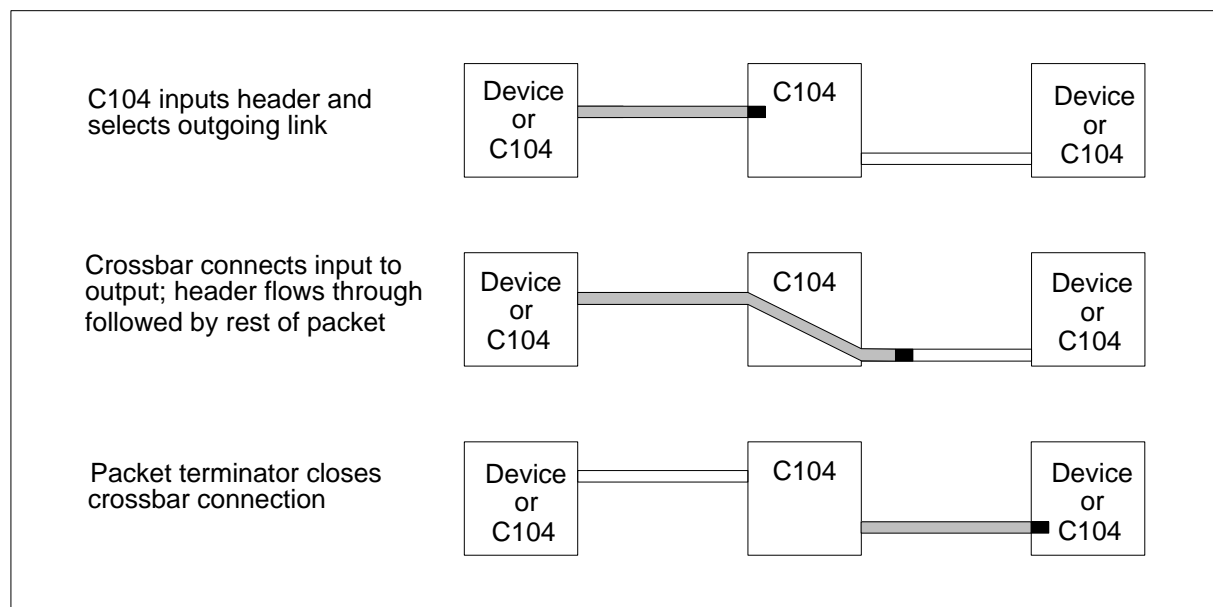 C104 inputs header and
selects outgoing link
Device
or
C104
C104
Device
or
C104
Crossbar connects input to
output; header flows through
followed by rest of packet
Device
or
C104
C104
Device
or
C104
Packet terminator closes
crossbar connection
Device
or
C104
C104
Device
or
C104